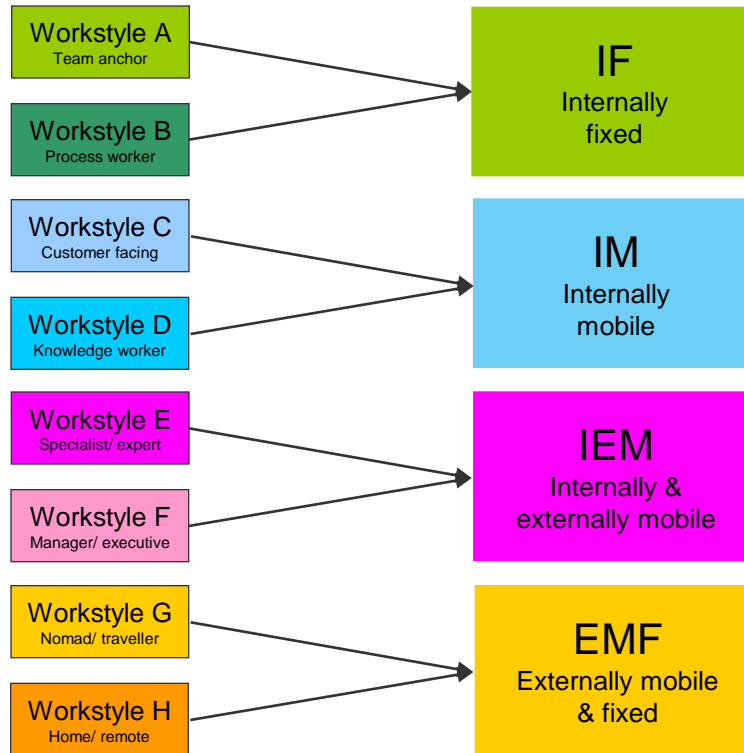 Workstyle A
Team anchor
Workstyle B
Process worker
IF
Internally
fixed
Workstyle C
Customer facing
Workstyle D
Knowledge worker
IM
Internally
mobile
Workstyle E
Specialist/ expert
Workstyle F
Manager/ executive
IEM
Internally &
externally mobile
Workstyle G
Nomad/ traveller
Workstyle H
Home/ remote
EMF
Externally mobile
& fixed